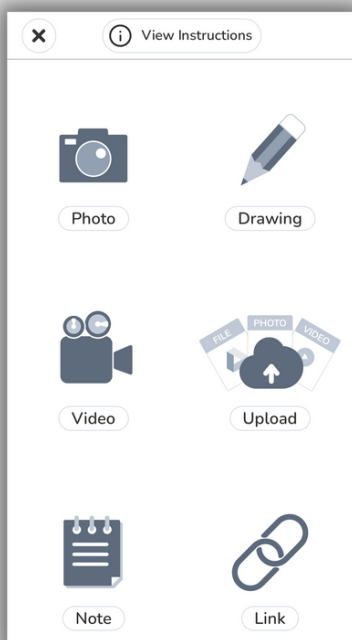 View Instructions
Photo
Drawing
FILE
PHOTO
VIDEO
Video
Upload
Note
Link